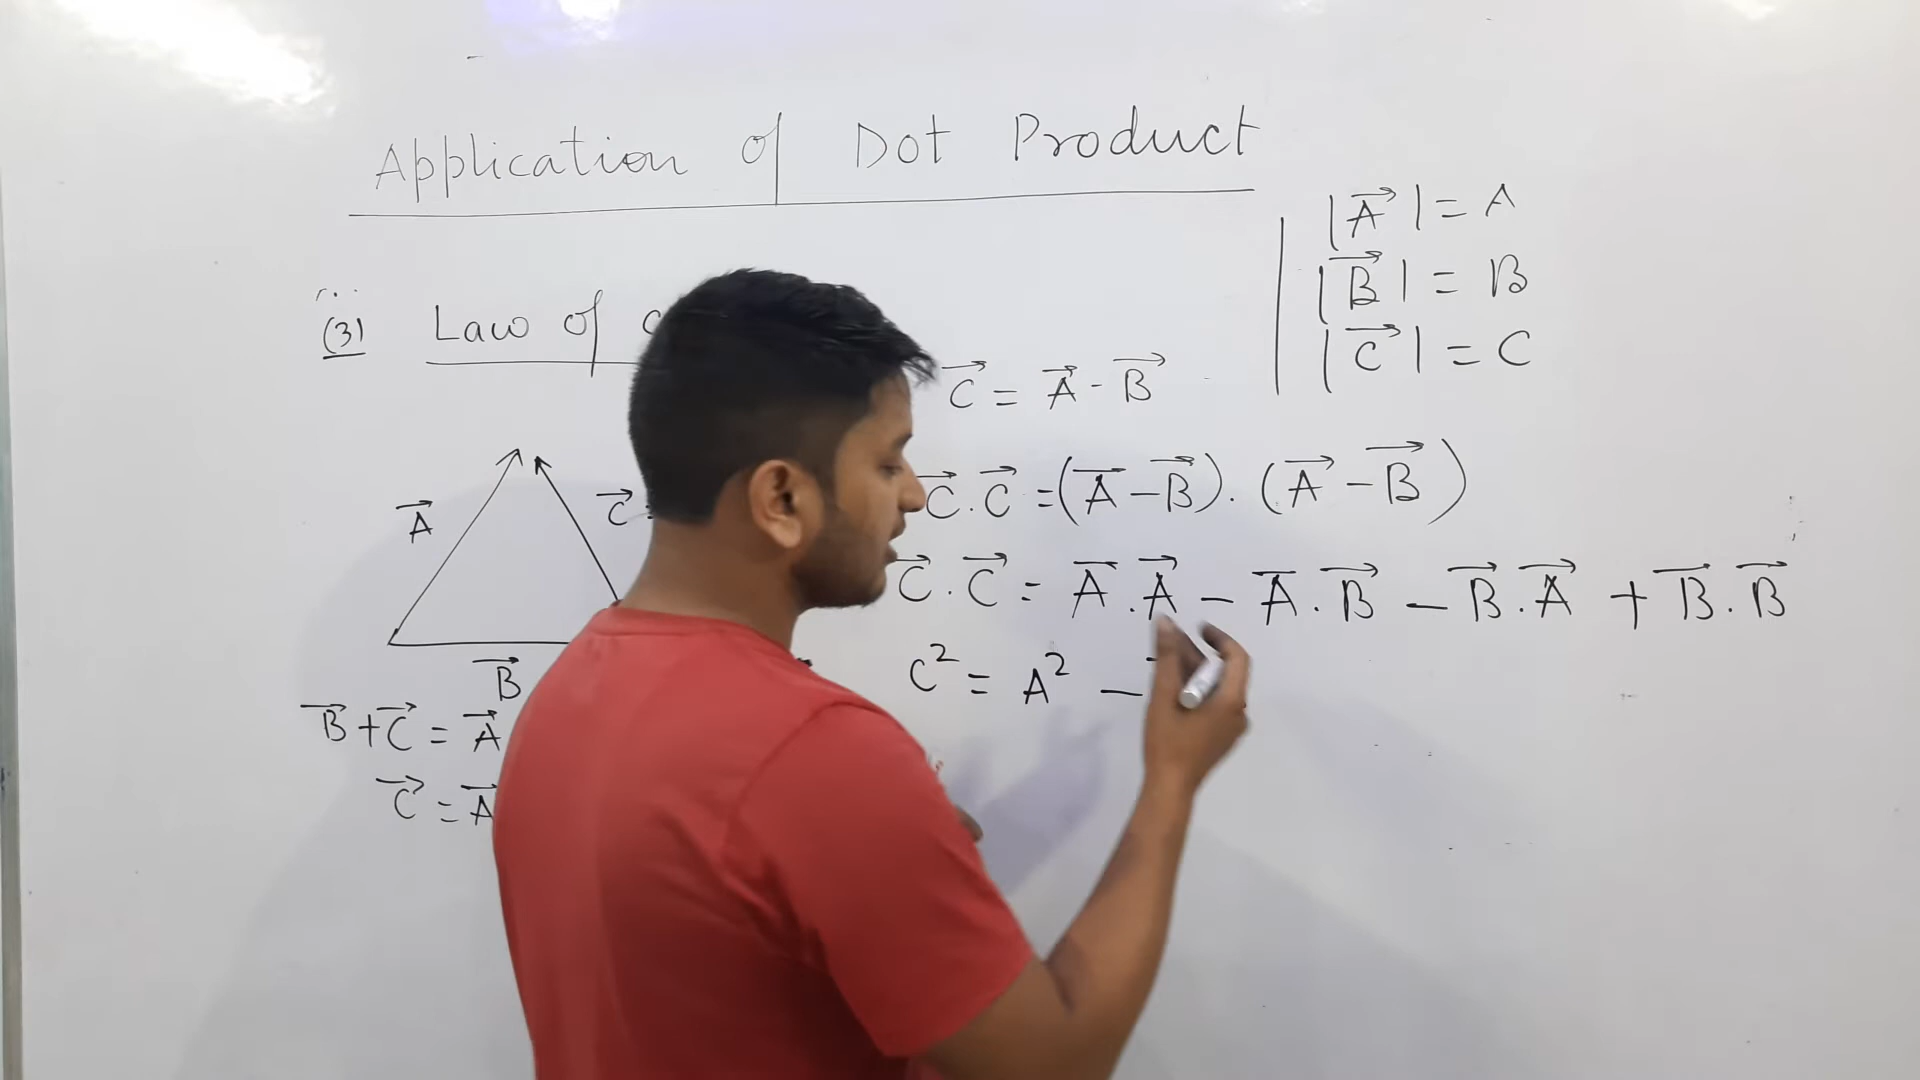 Application of Dot Product
|A⃗| = A
|B⃗| = B
|C⃗| = C
(3) Law of
C⃗ = A⃗ - B⃗
A⃗
C⃗
B⃗
C⃗.C⃗ = (A⃗ - B⃗). (A⃗ - B⃗)
C⃗.C⃗ = A⃗.A⃗ - A⃗.B⃗ - B⃗.A⃗ + B⃗.B⃗
C² = A² -
B⃗ + C⃗ = A⃗
C⃗ = A⃗